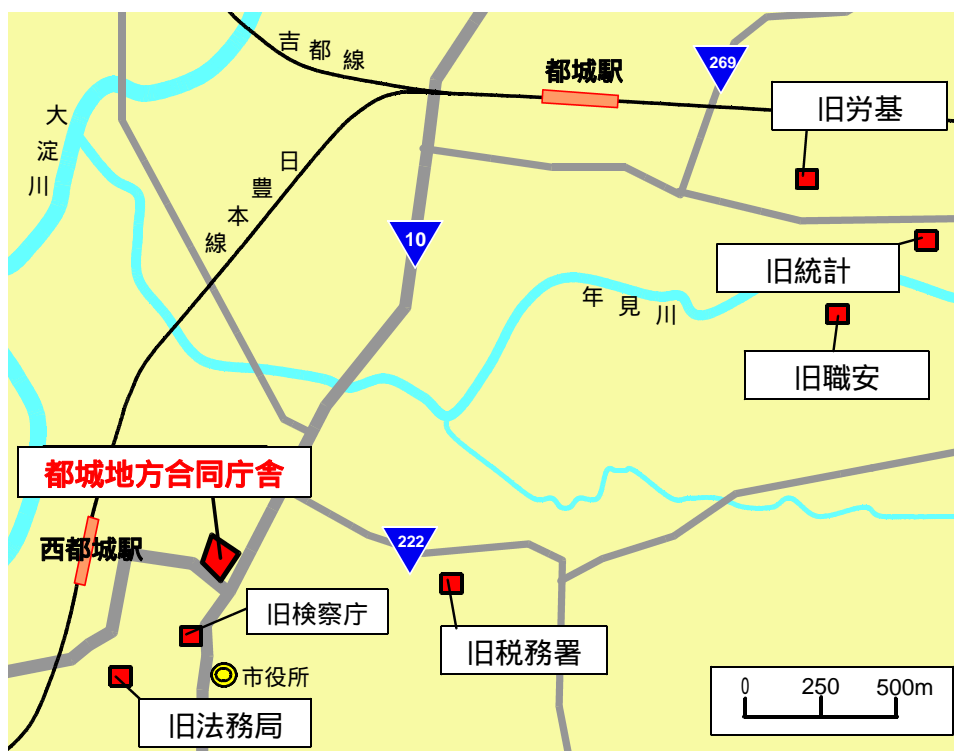 吉都線
都城駅
269
旧労基
大淀川
日豊本線
10
旧統計
年見川
旧職安
都城地方合同庁舎
222
西都城駅
旧検察庁
旧税務署
市役所
旧法務局
0 250 500m